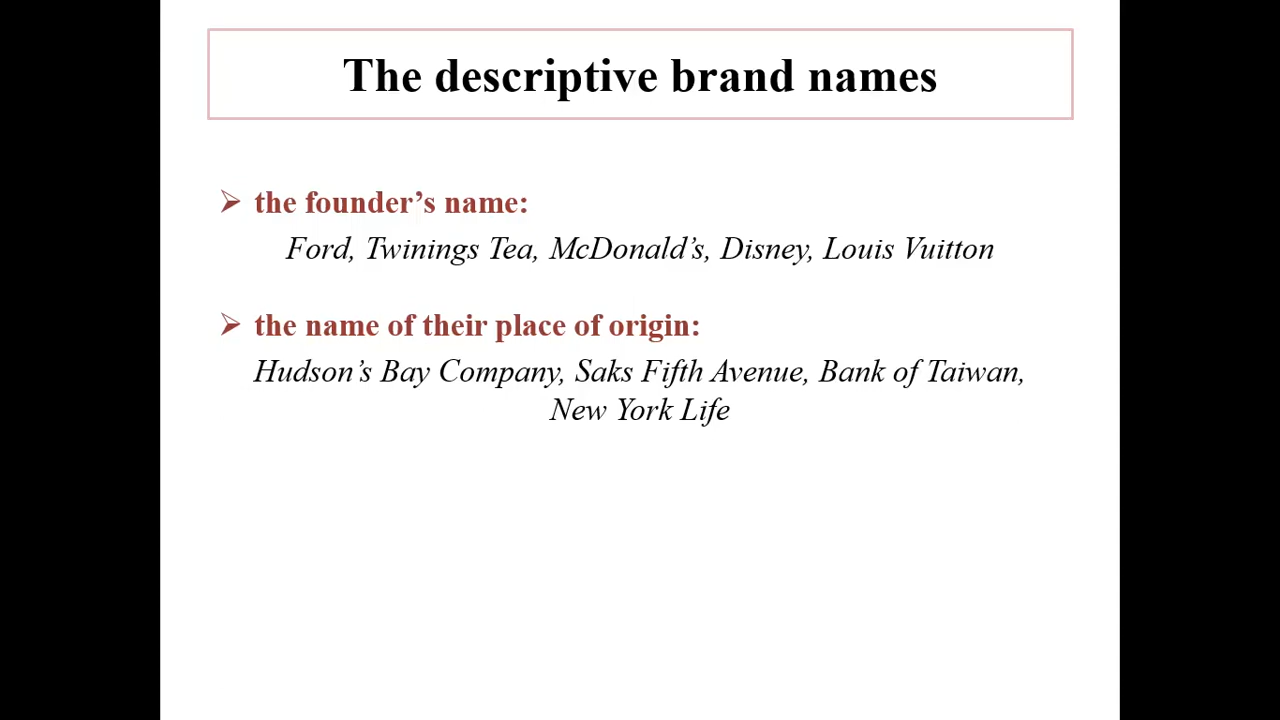 The descriptive brand names
➢ the founder’s name:
Ford, Twinings Tea, McDonald’s, Disney, Louis Vuitton
➢ the name of their place of origin:
Hudson’s Bay Company, Saks Fifth Avenue, Bank of Taiwan,
New York Life